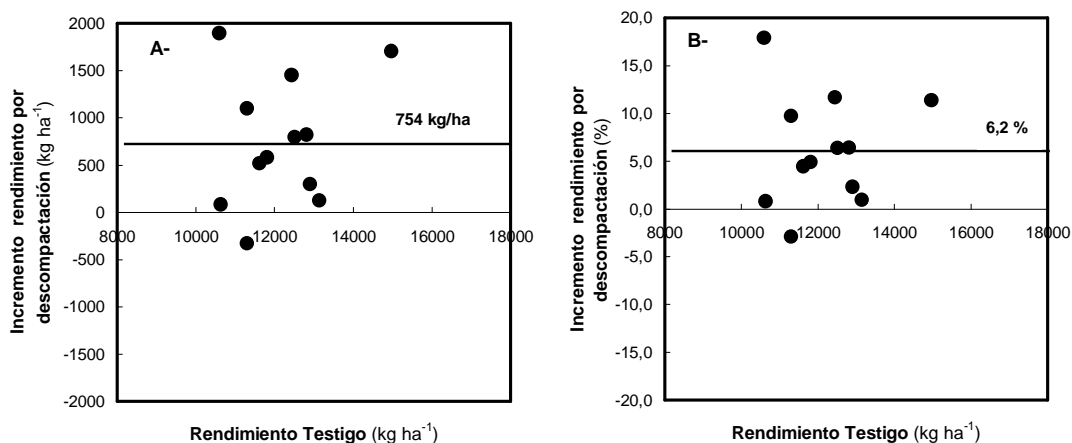 Incremento rendimiento por
descompactación (kg ha⁻¹)
2000
1500
1000
500
0
-500
-1000
-1500
-2000
A-
754 kg/ha
8000 10000 12000 14000 16000 18000
Rendimiento Testigo (kg ha⁻¹)
Incremento rendimiento por
descompactación (%)
20,0
15,0
10,0
5,0
0,0
-5,0
-10,0
-15,0
-20,0
B-
6,2 %
8000 10000 12000 14000 16000 18000
Rendimiento Testigo (kg ha⁻¹)